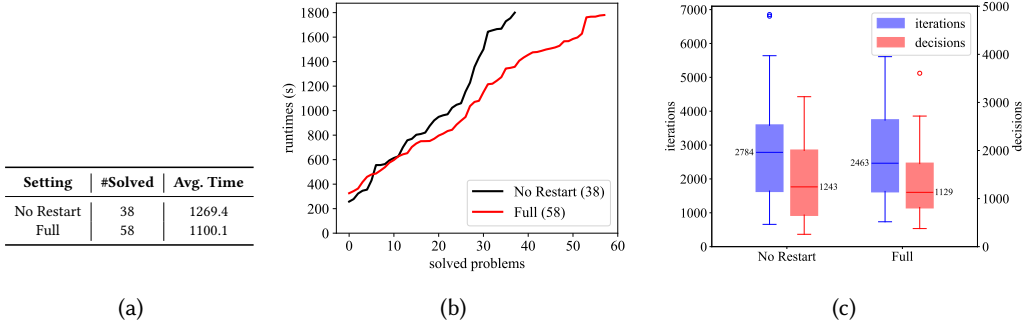 Setting #Solved Avg. Time
No Restart 38 1269.4
Full 58 1100.1
(a)
1800
1600
1400
1200
1000
800
600
400
200
0
runtimes (s)
0 10 20 30 40 50 60
solved problems
No Restart (38)
Full (58)
(b)
7000
6000
5000
4000
3000
2000
1000
0
iterations
iterations
decisions
2784
1243
2463
1129
5000
4000
3000
2000
1000
0
decisions
No Restart Full
(c)